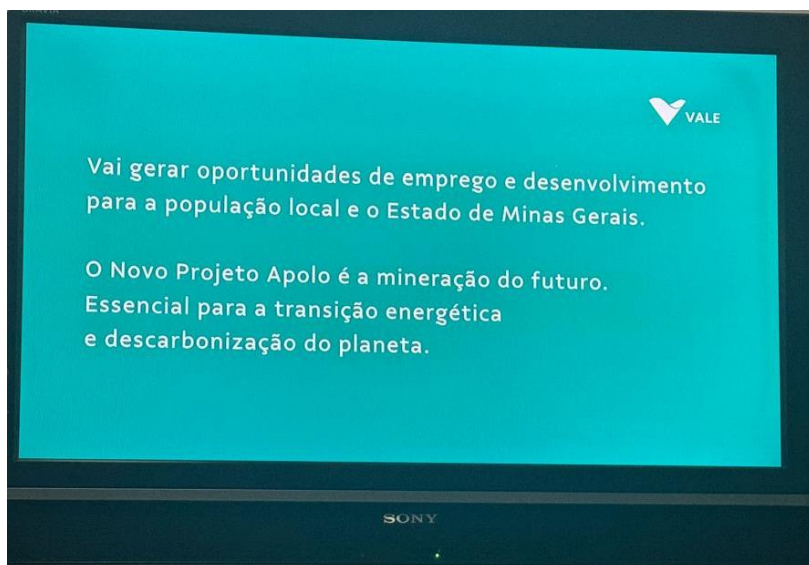 BRAVIA
VALE
Vai gerar oportunidades de emprego e desenvolvimento
para a população local e o Estado de Minas Gerais.
O Novo Projeto Apolo é a mineração do futuro.
Essencial para a transição energética
e descarbonização do planeta.
SONY